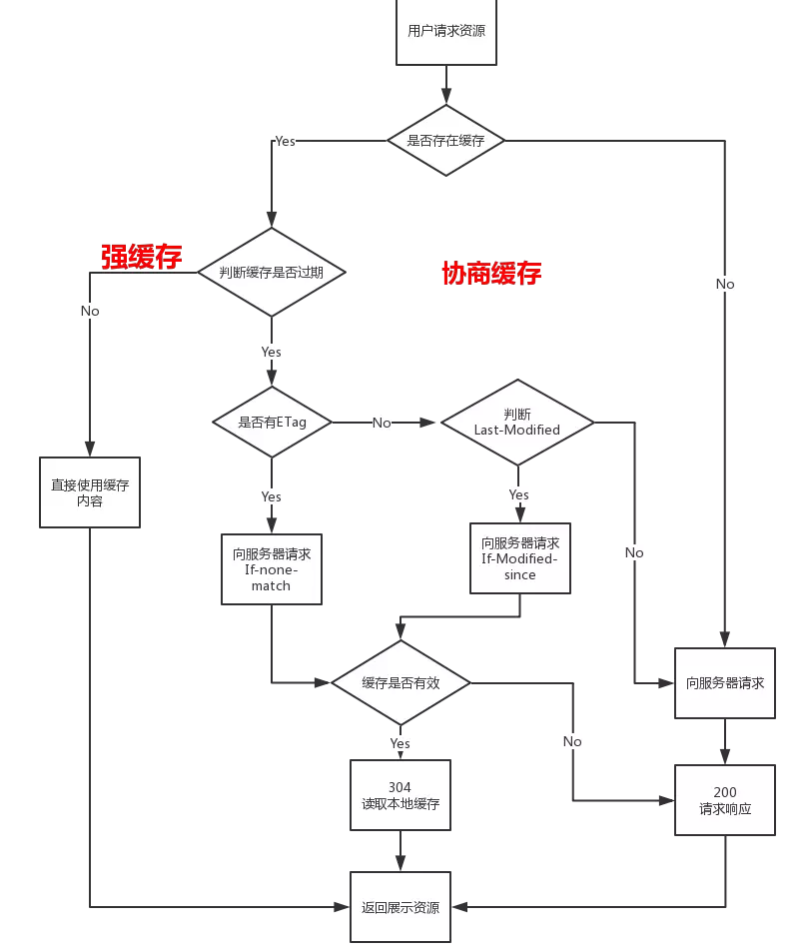 用户请求资源
是否存在缓存
Yes
No
强缓存
协商缓存
判断缓存是否过期
No
Yes
是否有ETag
No
判断
Last-Modified
直接使用缓存
内容
Yes
Yes
No
向服务器请求
If-none-
match
向服务器请求
If-Modified-
since
缓存是否有效
向服务器请求
Yes
No
304
读取本地缓存
200
请求响应
返回展示资源